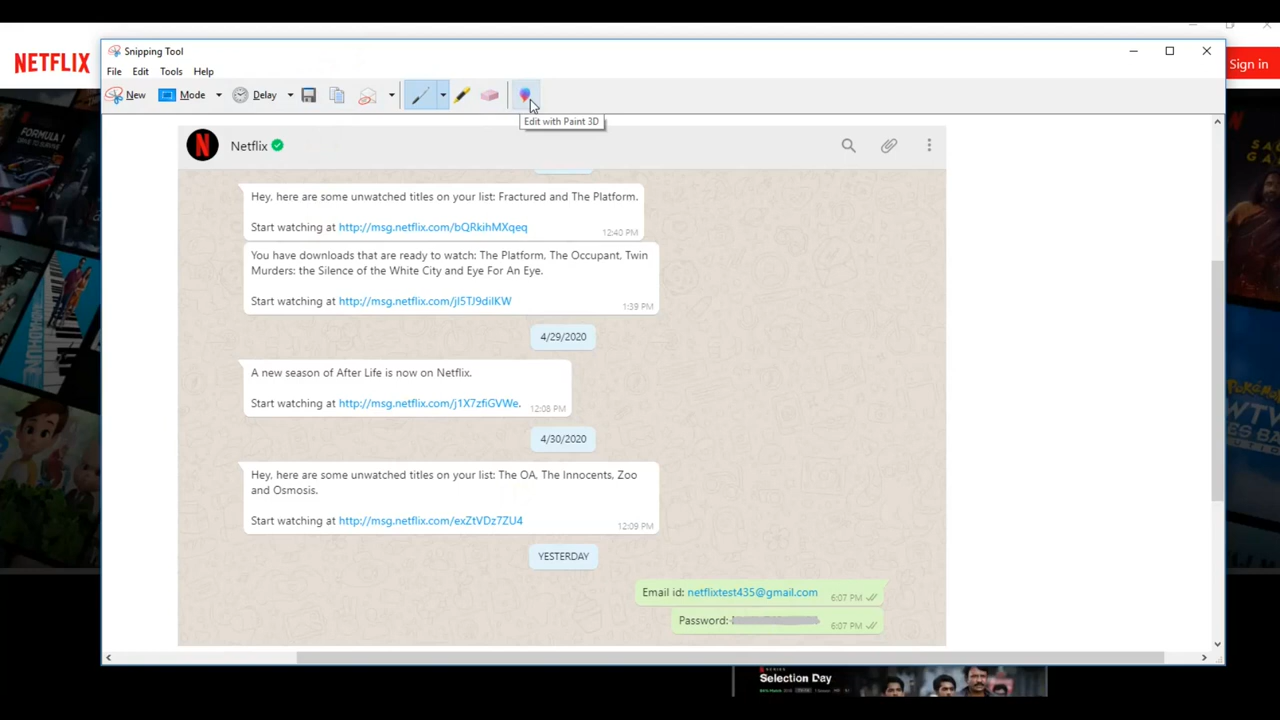 NETFLIX
Sign in
Snipping Tool
File Edit Tools Help
New Mode Delay
Edit with Paint 3D
N Netflix
Hey, here are some unwatched titles on your list: Fractured and The Platform.
Start watching at http://msg.netflix.com/bQRkihMXqeq
12:40 PM
You have downloads that are ready to watch: The Platform, The Occupant, Twin
Murders: the Silence of the White City and Eye For An Eye.
Start watching at http://msg.netflix.com/jI5TJ9dilKW
1:39 PM
4/29/2020
A new season of After Life is now on Netflix.
Start watching at http://msg.netflix.com/j1X7zfiGVWe.
12:08 PM
4/30/2020
Hey, here are some unwatched titles on your list: The OA, The Innocents, Zoo
and Osmosis.
Start watching at http://msg.netflix.com/exZtVDz7ZU4
12:09 PM
YESTERDAY
Email id: netflixtest435@gmail.com 6:07 PM
Password: 6:07 PM
SERIES
Selection Day
FORMULA 1